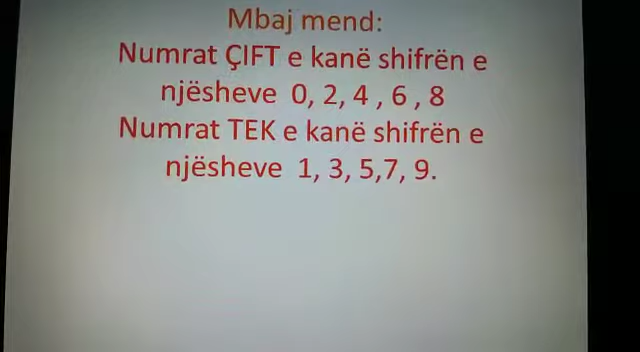 Mbaj mend:
Numrat ÇIFT e kanë shifrën e
njësheve 0, 2, 4 , 6 , 8
Numrat TEK e kanë shifrën e
njësheve 1, 3, 5,7, 9.